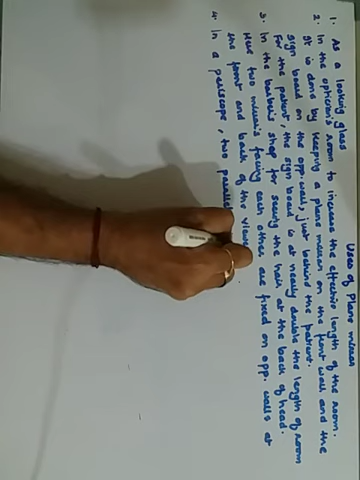 Uses of Plane mirror
1. As a looking glass
2. In the optician's room to increase the effective length of the room.
It is done by keeping a plane mirror on the front wall and the
sign board on the opp. wall, just behind the patient.
For the patient, the sign board is at nearly double the length of room
3. In the barber's shop for seeing the hair at the back of head.
Here two mirrors facing each other are fixed on opp. walls at
the front and back of the viewer
4. In a periscope, two parallel